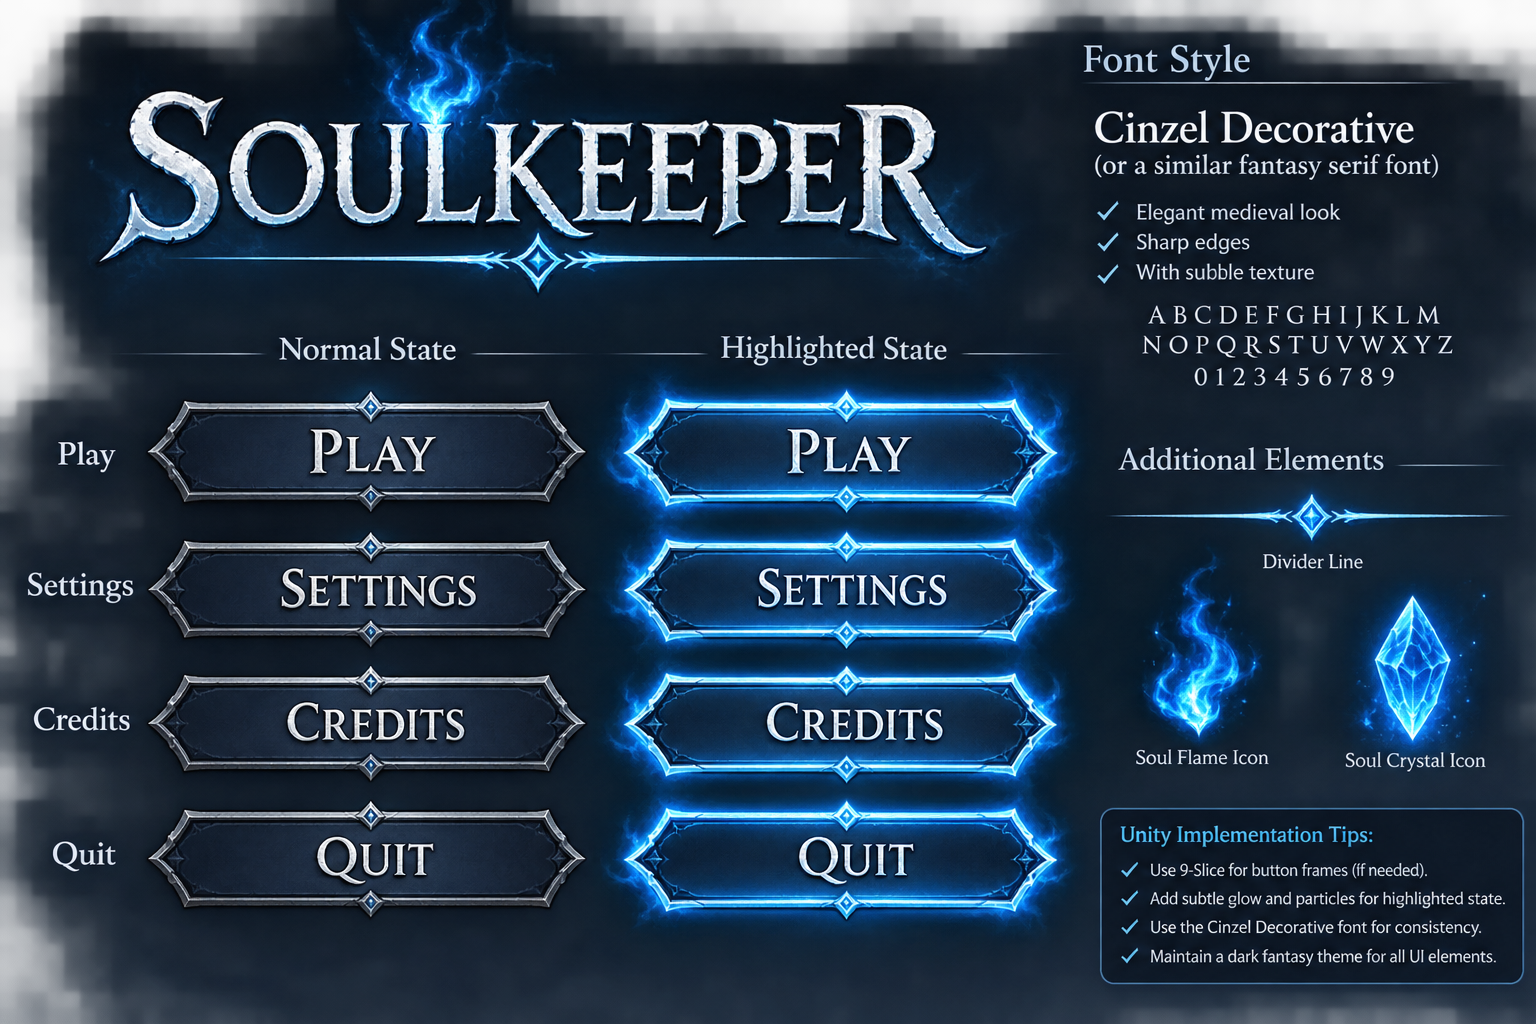 SOULKEEPER
Normal State
Highlighted State
Play
PLAY
PLAY
Settings
SETTINGS
SETTINGS
Credits
CREDITS
CREDITS
Quit
QUIT
QUIT
Font Style
Cinzel Decorative
(or a similar fantasy serif font)
Elegant medieval look
Sharp edges
With subble texture
A B C D E F G H I J K L M
N O P Q R S T U V W X Y Z
0 1 2 3 4 5 6 7 8 9
Additional Elements
Divider Line
Soul Flame Icon
Soul Crystal Icon
Unity Implementation Tips:
Use 9-Slice for button frames (if needed).
Add subtle glow and particles for highlighted state.
Use the Cinzel Decorative font for consistency.
Maintain a dark fantasy theme for all UI elements.